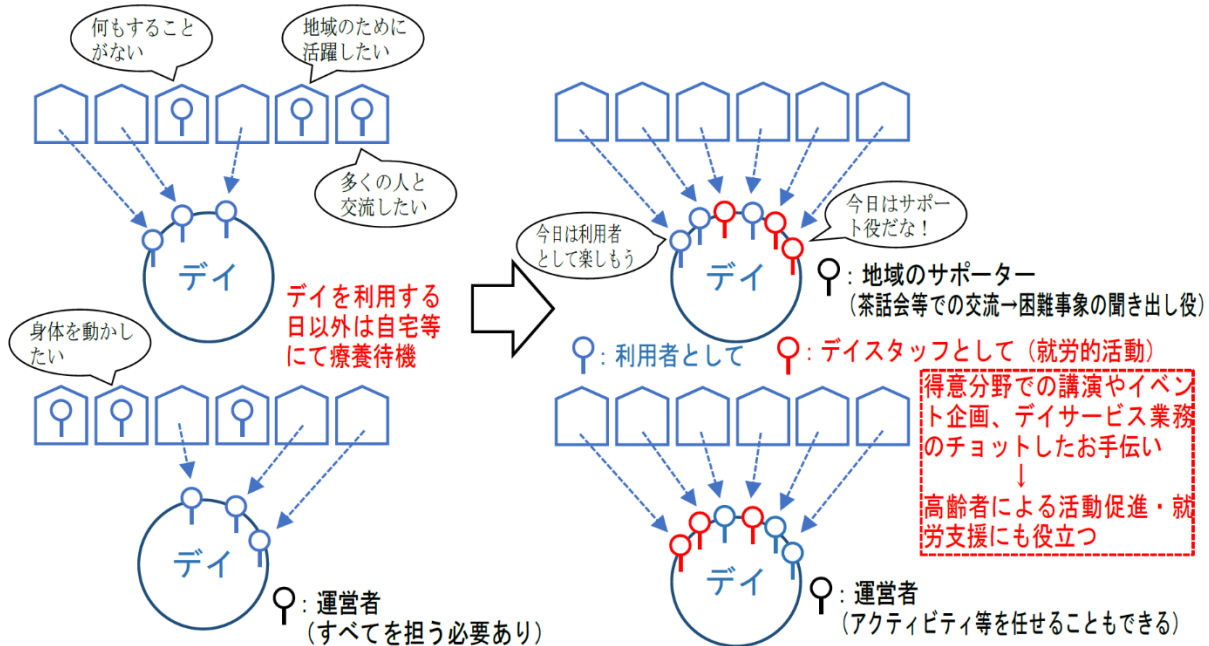 何もすること
がない
地域のために
活躍したい
多くの人と
交流したい
デイ
デイを利用する
日以外は自宅等
にて療養待機
身体を動かし
たい
デイ
：運営者
（すべてを担う必要あり）
今日は利用者
として楽しもう
今日はサポー
ト役だな！
デイ
：地域のサポーター
（茶話会等での交流→困難事象の聞き出し役）
：利用者として
：デイスタッフとして（就労的活動）
得意分野での講演やイベン
ト企画、デイサービス業務
のチョットしたお手伝い
↓
高齢者による活動促進・就
労支援にも役立つ
デイ
：運営者
（アクティビティ等を任せることもできる）